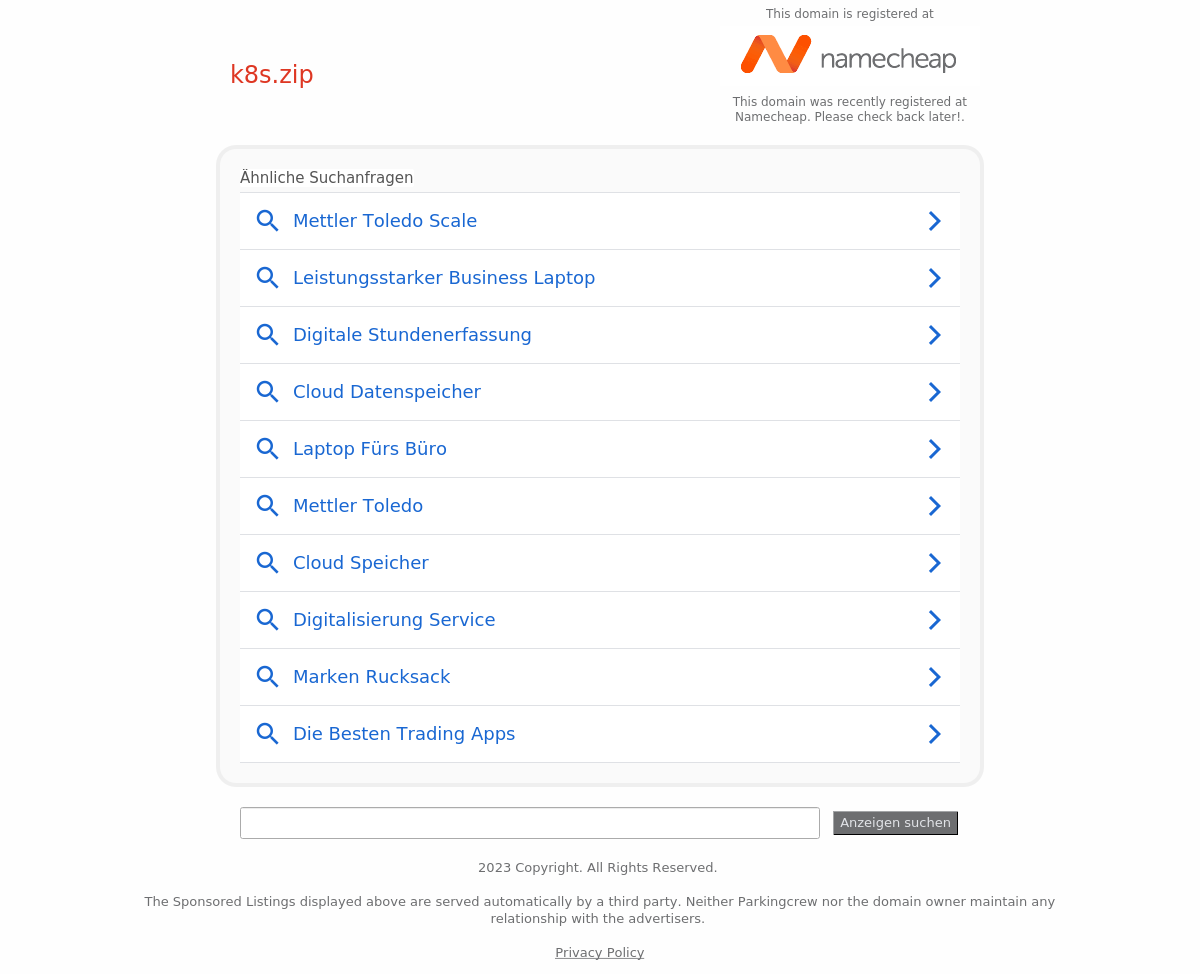 This domain is registered at
namecheap
k8s.zip
This domain was recently registered at
Namecheap. Please check back later!.
Ähnliche Suchanfragen
Mettler Toledo Scale
Leistungsstarker Business Laptop
Digitale Stundenerfassung
Cloud Datenspeicher
Laptop Fürs Büro
Mettler Toledo
Cloud Speicher
Digitalisierung Service
Marken Rucksack
Die Besten Trading Apps
Anzeigen suchen
2023 Copyright. All Rights Reserved.
The Sponsored Listings displayed above are served automatically by a third party. Neither Parkingcrew nor the domain owner maintain any
relationship with the advertisers.
Privacy Policy